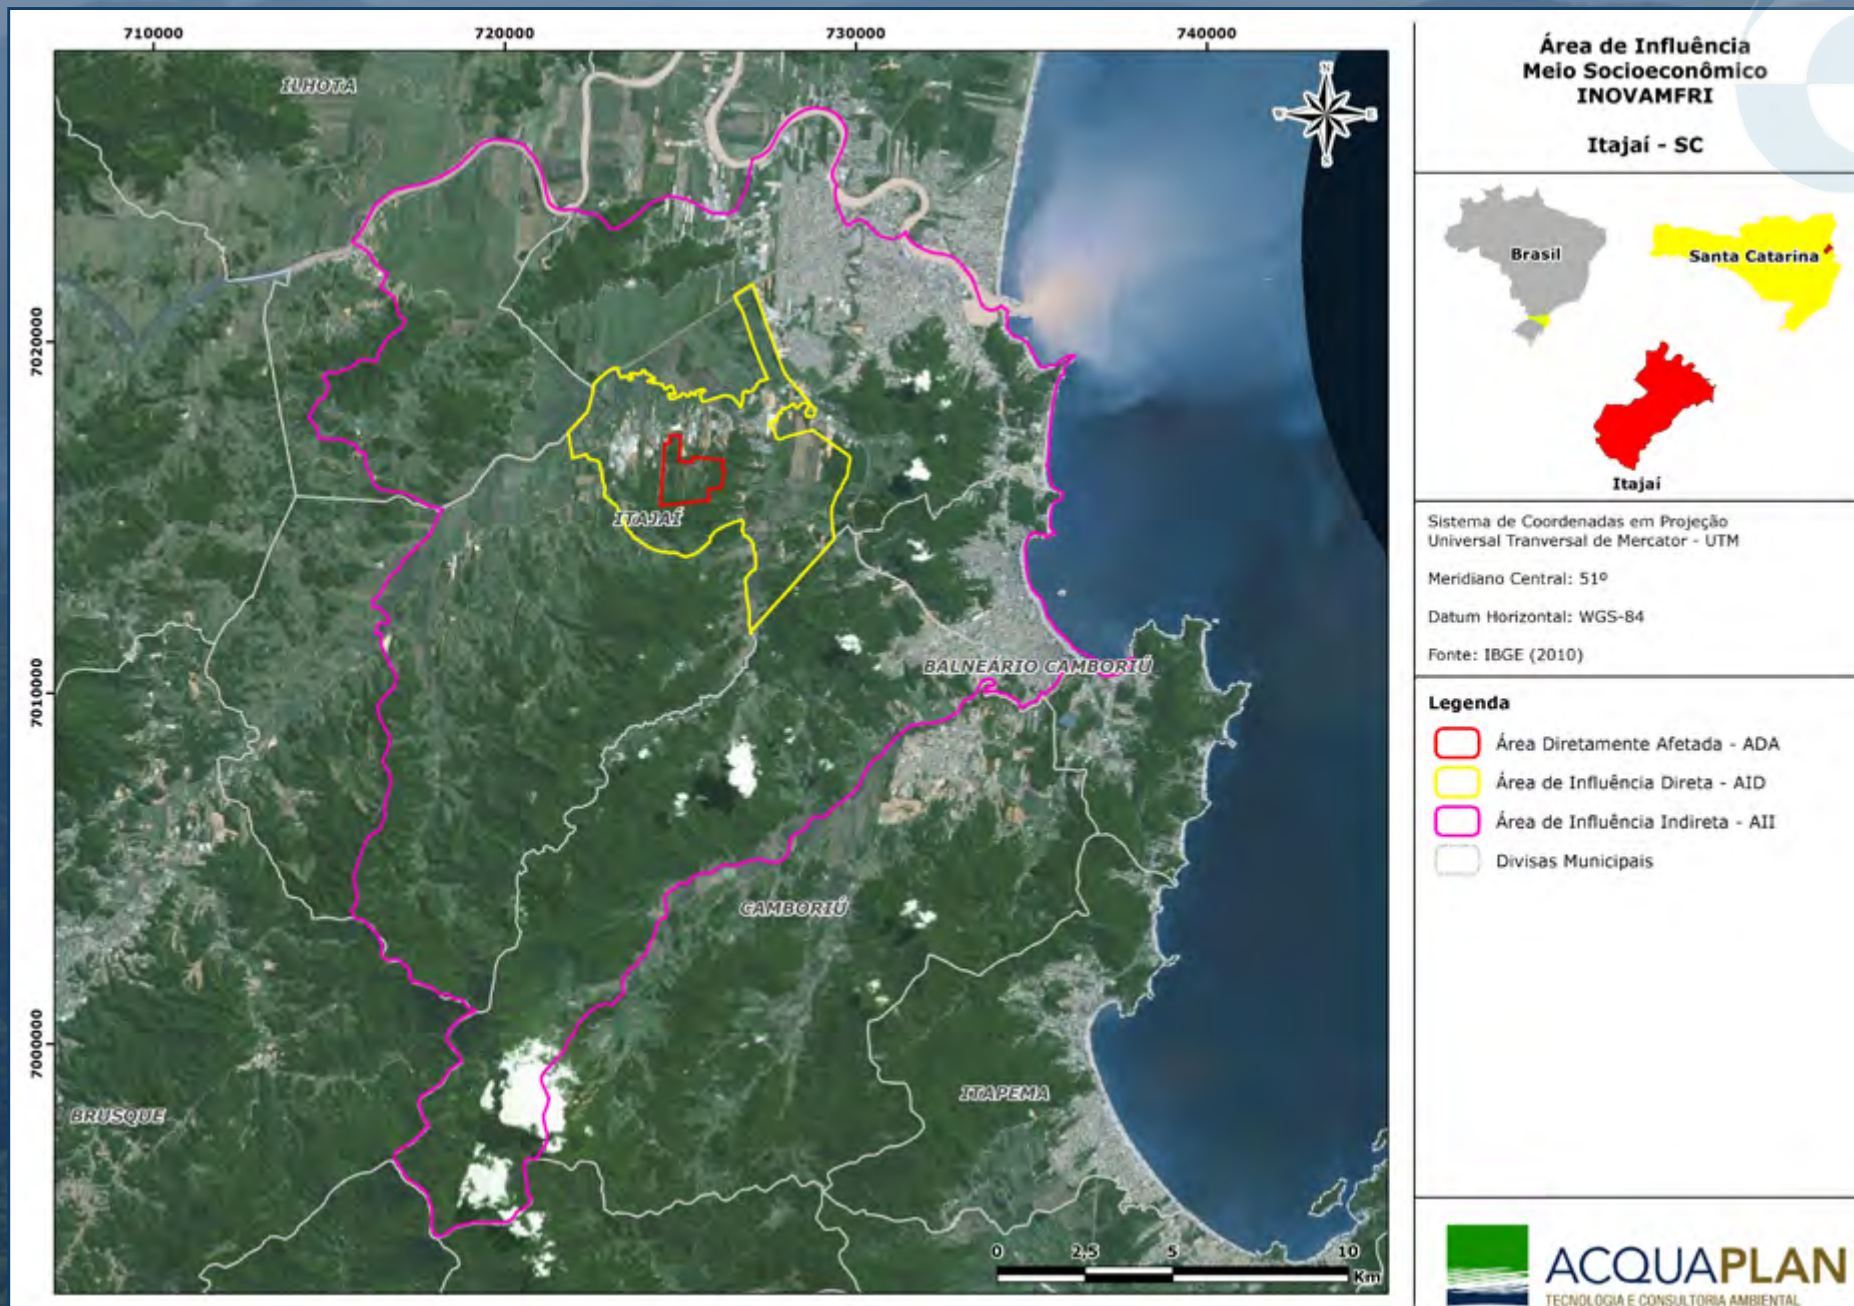 710000
720000
730000
740000
7020000
7010000
7000000
ILHOTA
N
W
E
S
ITAJAÍ
BALNEÁRIO CAMBORIÚ
CAMBORIÚ
ITAPEMA
BRUSQUE
0 2,5 5 10
Km
Área de Influência
Meio Socioeconômico
INOVAMFRI
Itajaí - SC
Brasil
Santa Catarina
Itajaí
Sistema de Coordenadas em Projeção
Universal Tranversal de Mercator - UTM
Meridiano Central: 51º
Datum Horizontal: WGS-84
Fonte: IBGE (2010)
Legenda
Área Diretamente Afetada - ADA
Área de Influência Direta - AID
Área de Influência Indireta - AII
Divisas Municipais
ACQUAPLAN
TECNOLOGIA E CONSULTORIA AMBIENTAL